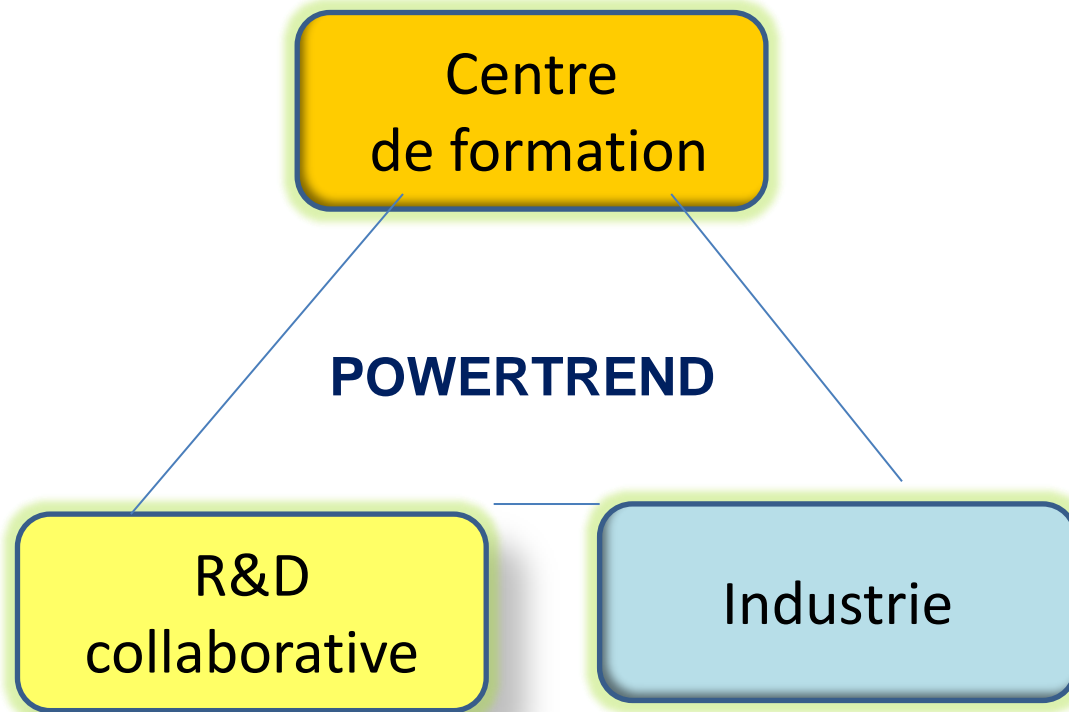 Centre
de formation
POWERTREND
R&D
collaborative
Industrie